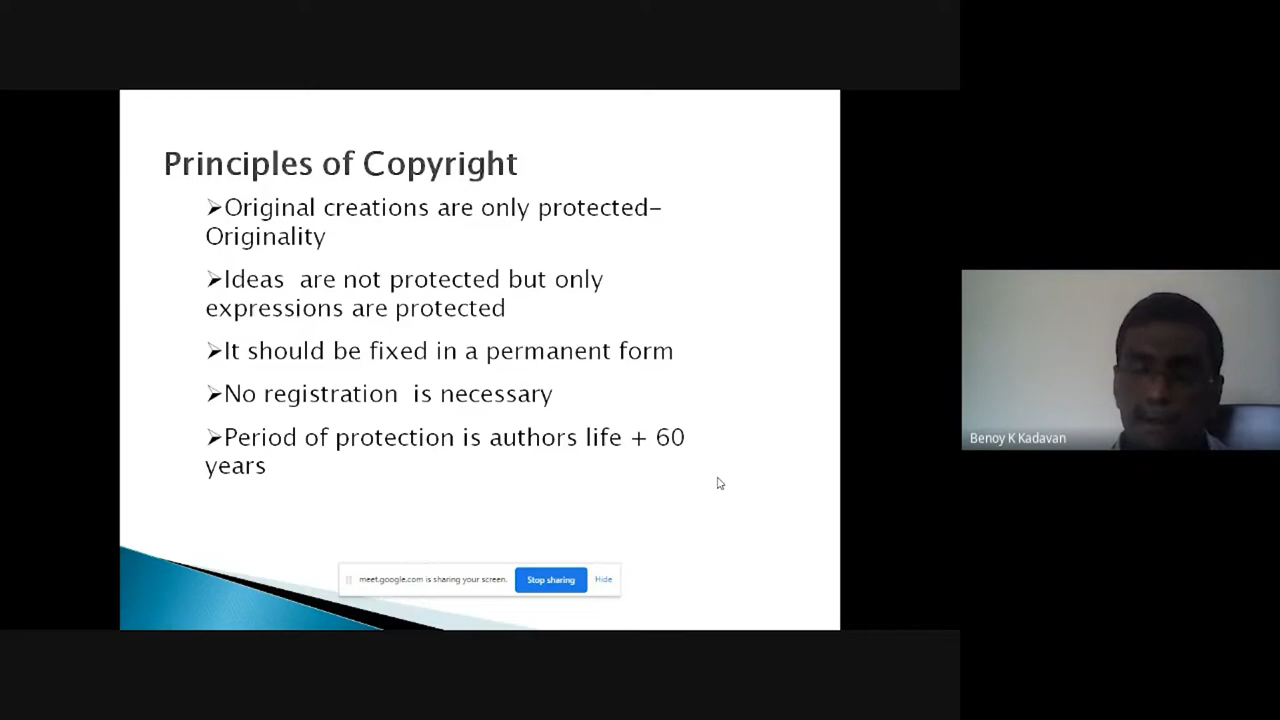 Principles of Copyright
➢Original creations are only protected-
Originality
➢Ideas are not protected but only
expressions are protected
➢It should be fixed in a permanent form
➢No registration is necessary
➢Period of protection is authors life + 60
years
meet.google.com is sharing your screen. Stop sharing Hide
Benoy K Kadavan